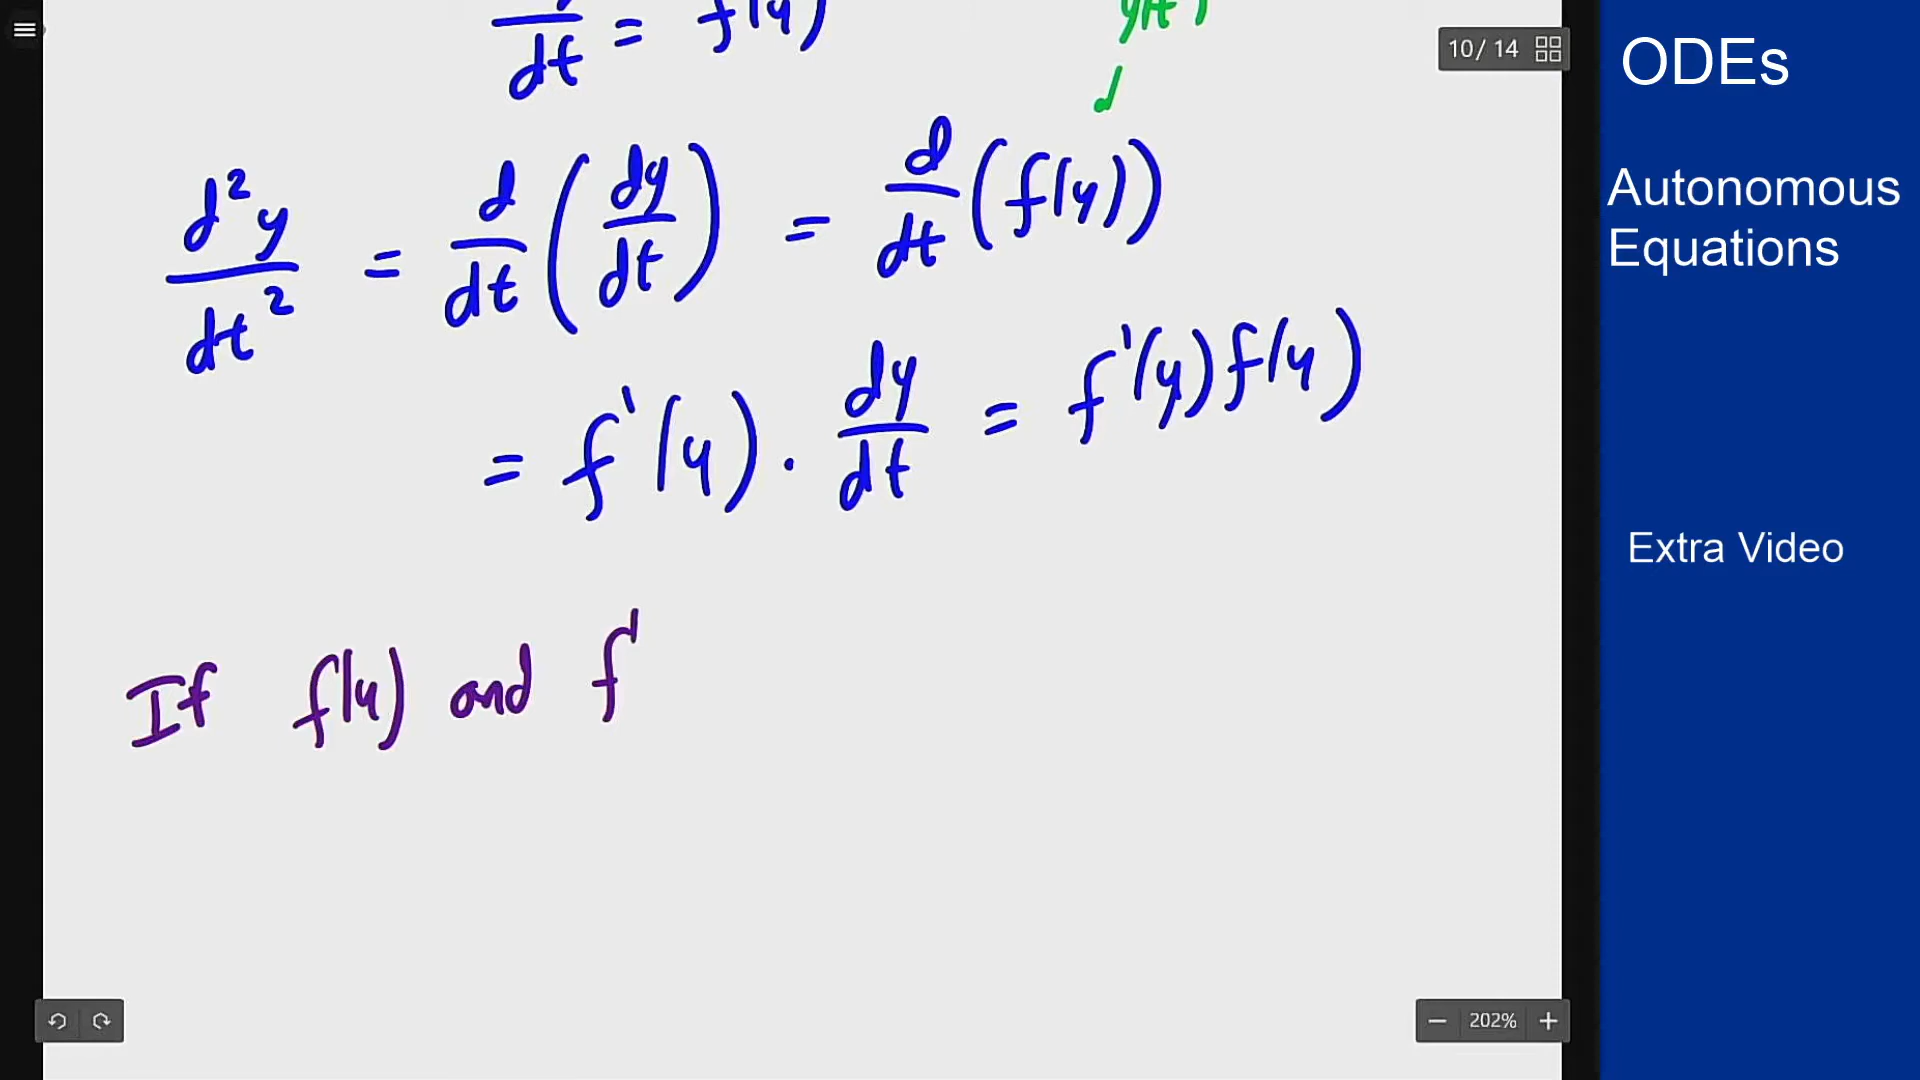 dy/dt = f(y)
y(t)
10 / 14
ODEs
Autonomous
Equations
d²y/dt² = d/dt (dy/dt) = d/dt (f(y))
= f'(y) · dy/dt = f'(y) f(y)
Extra Video
If f(y) and f'
202%